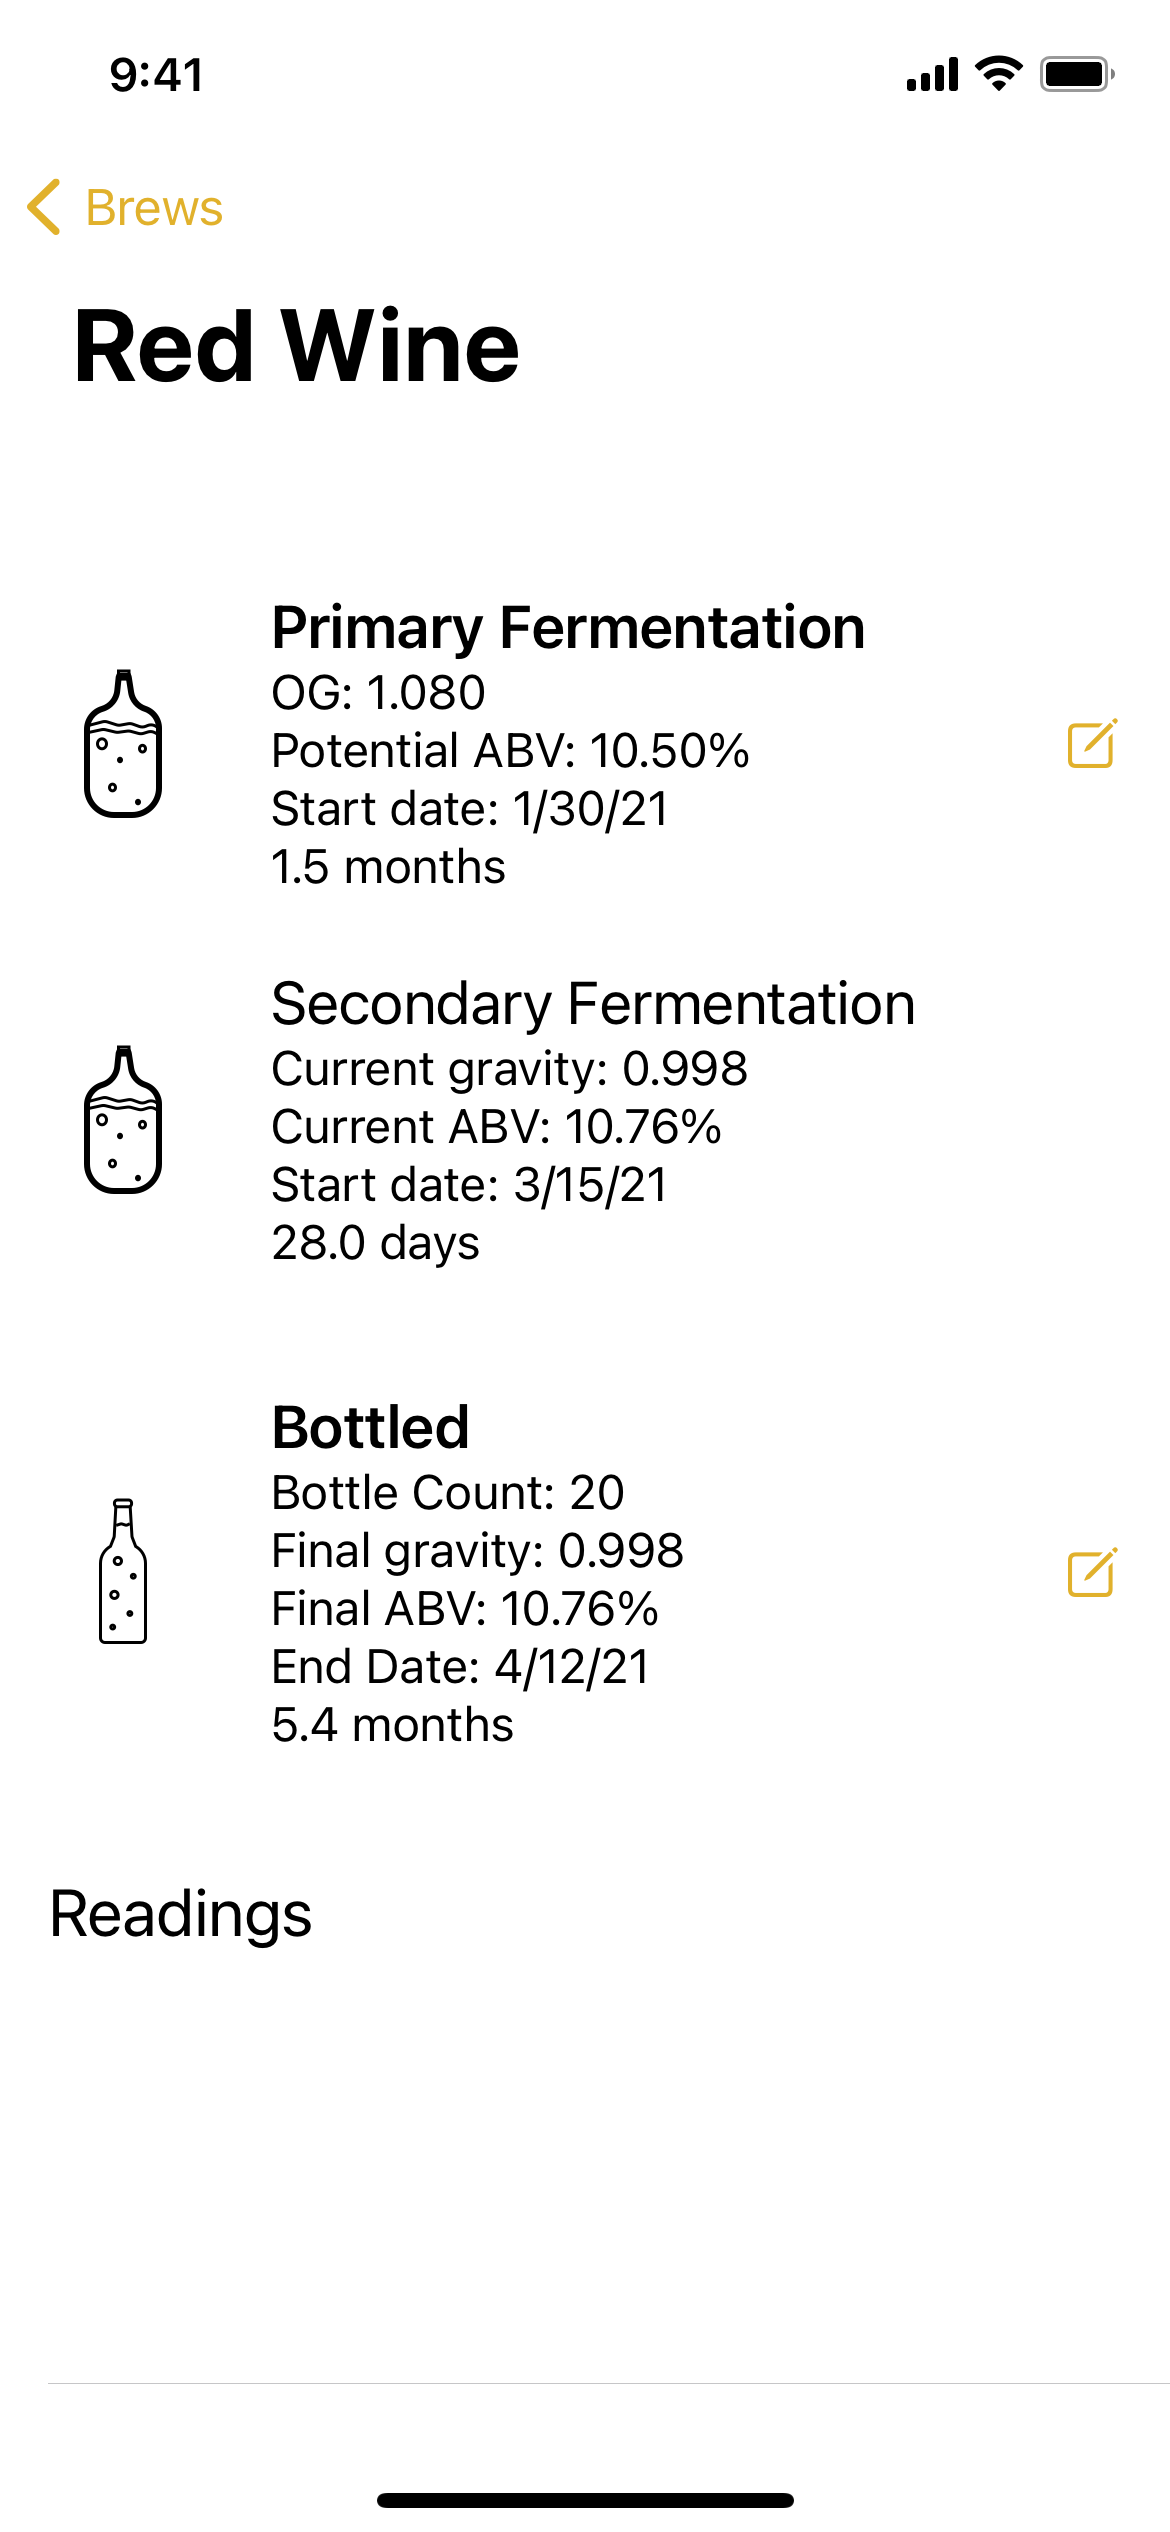 9:41
Brews
Red Wine
Primary Fermentation
OG: 1.080
Potential ABV: 10.50%
Start date: 1/30/21
1.5 months
Secondary Fermentation
Current gravity: 0.998
Current ABV: 10.76%
Start date: 3/15/21
28.0 days
Bottled
Bottle Count: 20
Final gravity: 0.998
Final ABV: 10.76%
End Date: 4/12/21
5.4 months
Readings